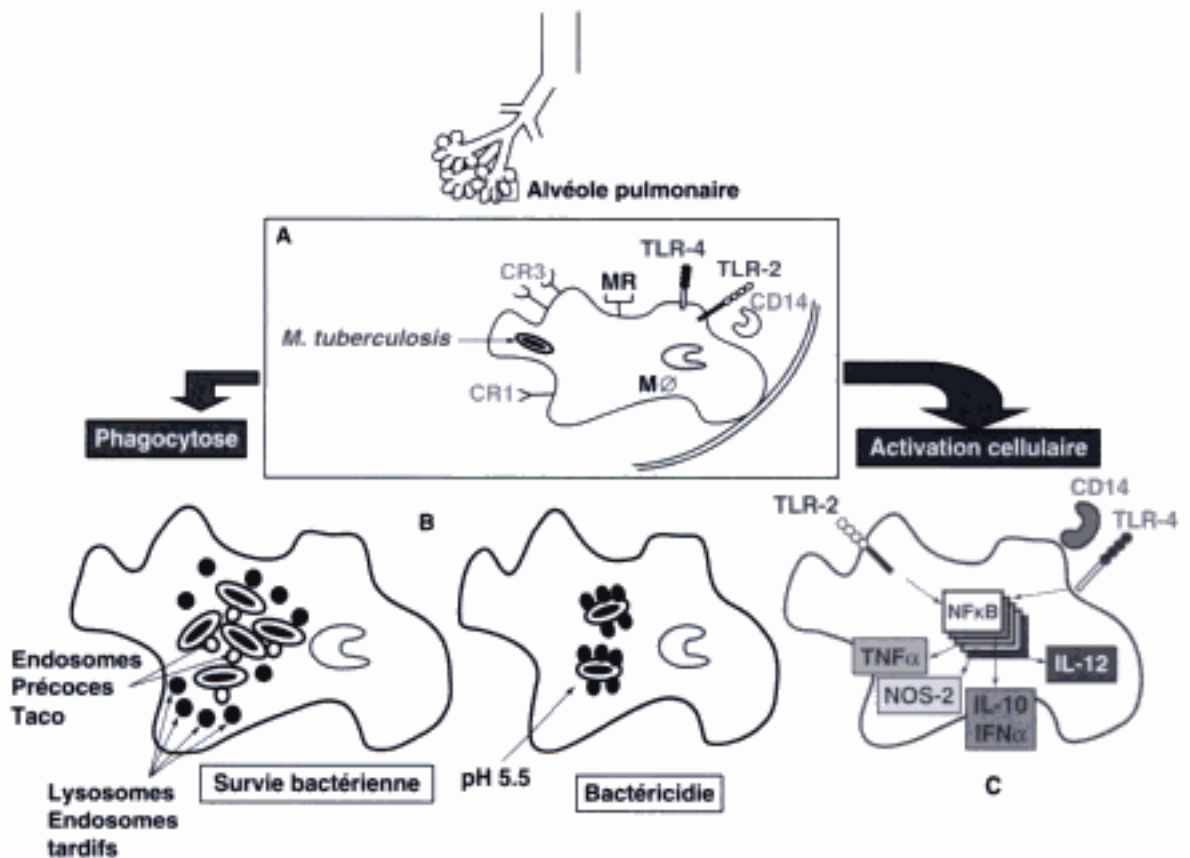 Alvéole pulmonaire
A
TLR-4
CR3
MR
TLR-2
CD14
M. tuberculosis
MØ
CR1
Phagocytose
Activation cellulaire
B
CD14
TLR-2
TLR-4
NFκB
Endosomes
Précoces
Taco
TNFα
IL-12
NOS-2
IL-10
IFNα
pH 5.5
Survie bactérienne
Bactéricidie
C
Lysosomes
Endosomes
tardifs